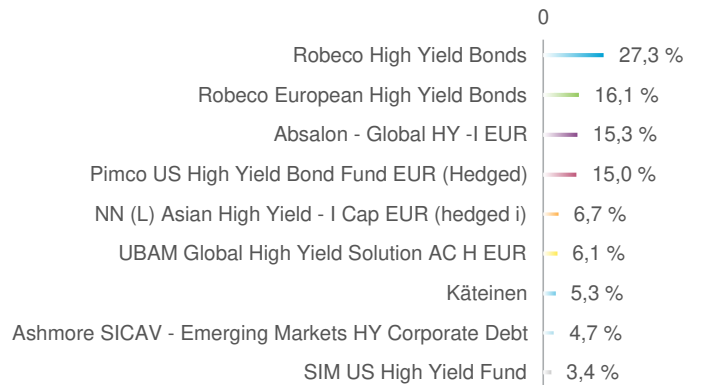 0
Robeco High Yield Bonds 27,3 %
Robeco European High Yield Bonds 16,1 %
Absalon - Global HY -I EUR 15,3 %
Pimco US High Yield Bond Fund EUR (Hedged) 15,0 %
NN (L) Asian High Yield - I Cap EUR (hedged i) 6,7 %
UBAM Global High Yield Solution AC H EUR 6,1 %
Käteinen 5,3 %
Ashmore SICAV - Emerging Markets HY Corporate Debt 4,7 %
SIM US High Yield Fund 3,4 %